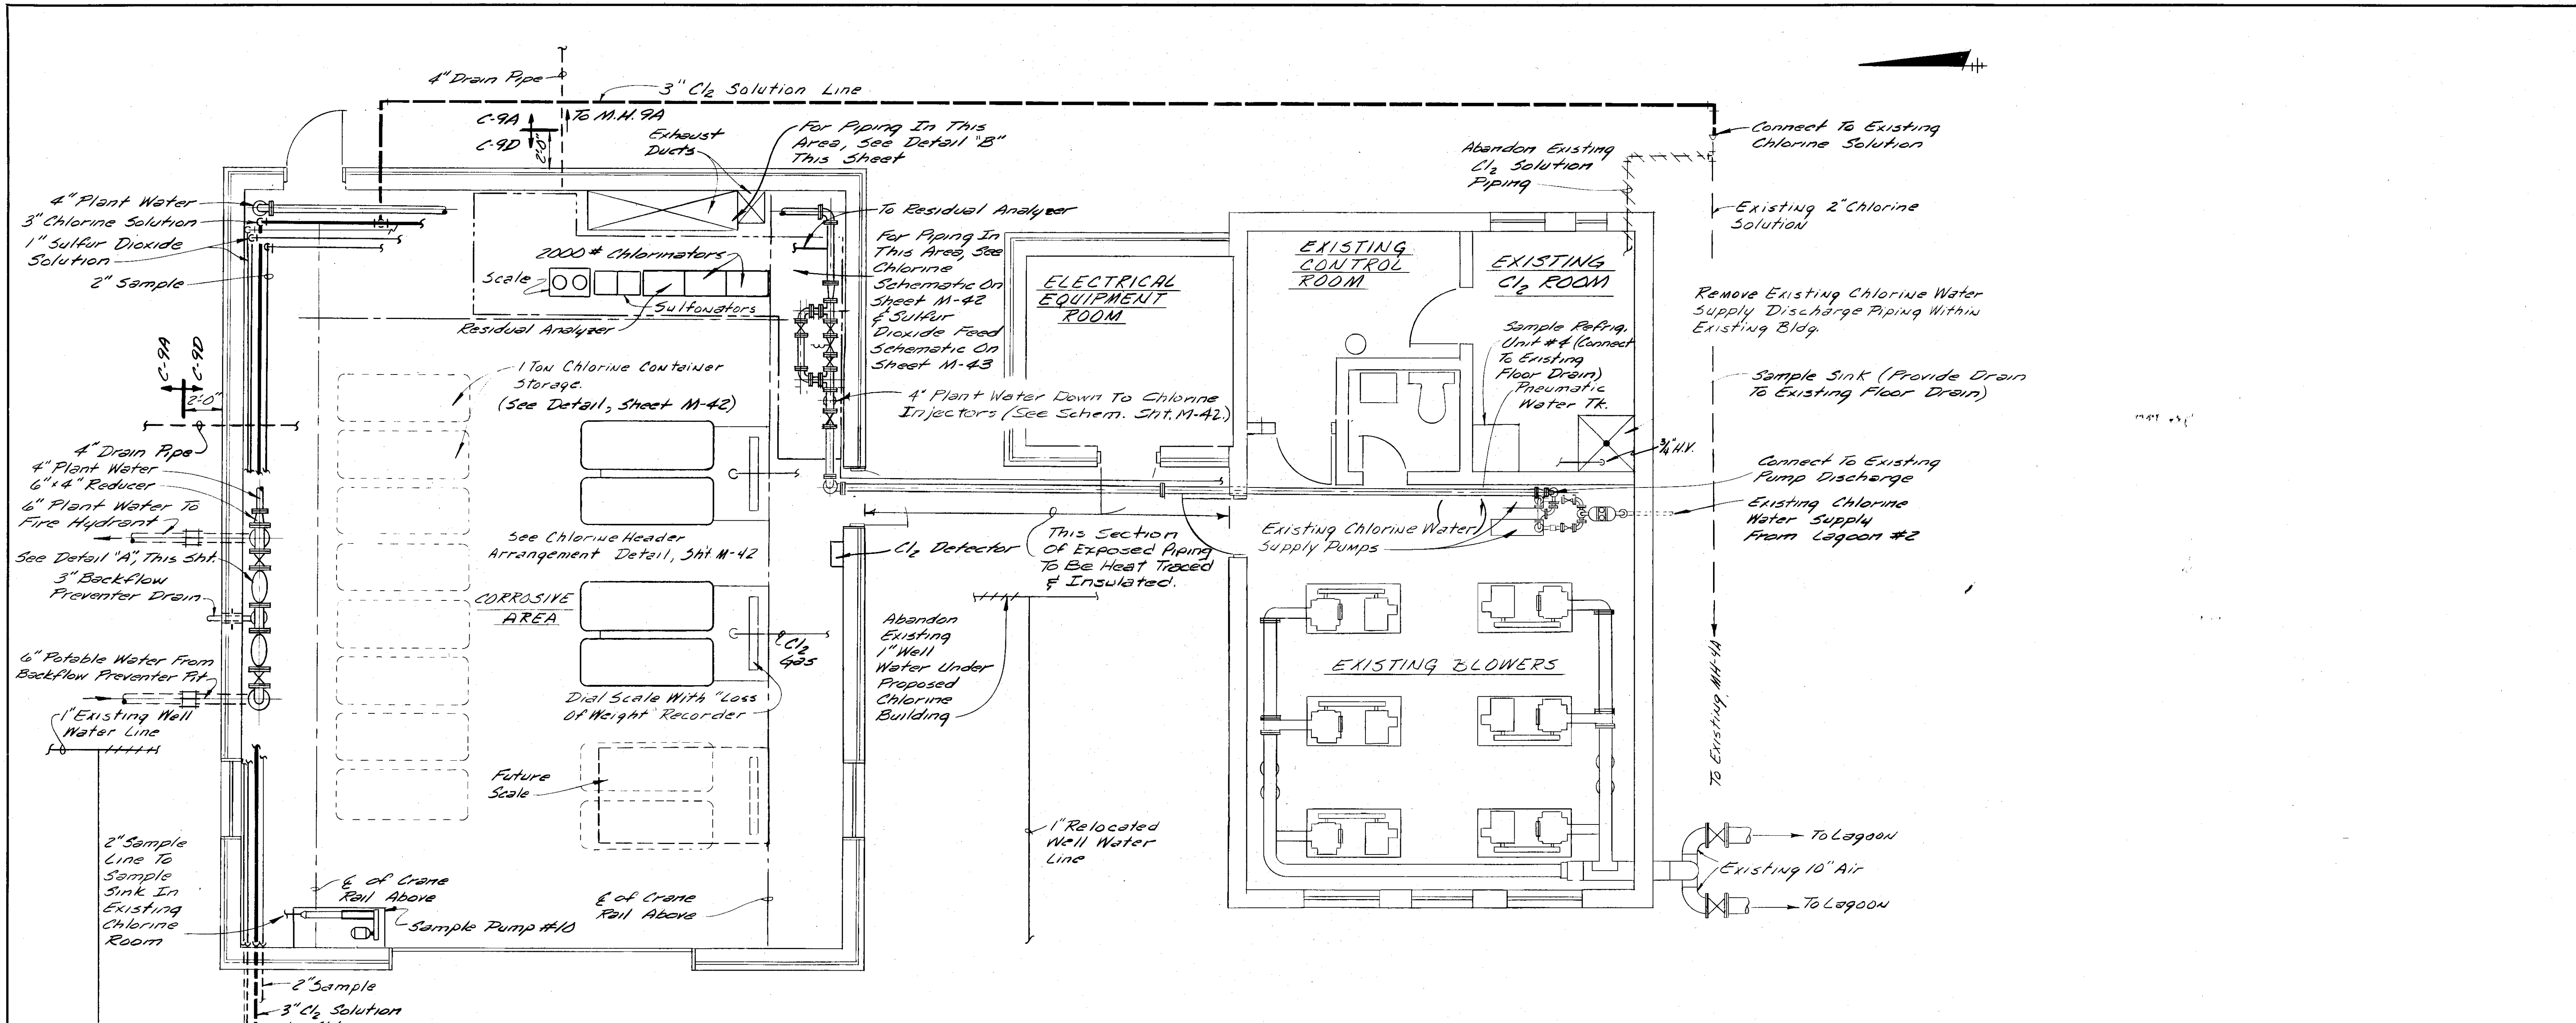 4" Drain Pipe
3" Cl2 Solution Line
C-9A
To M.H. 9A
C-9D
2'-0"
Exhaust
Ducts
For Piping In This
Area, See Detail "B"
This Sheet
Abandon Existing
Cl2 Solution
Piping
Connect To Existing
Chlorine Solution
Existing 2" Chlorine
Solution
4" Plant Water
3" Chlorine Solution
1" Sulfur Dioxide
Solution
2" Sample
2000# Chlorinators
Scale
Sulfonators
Residual Analyzer
To Residual Analyzer
For Piping In
This Area, See
Chlorine
Schematic On
Sheet M-42
& Sulfur
Dioxide Feed
Schematic On
Sheet M-43
ELECTRICAL
EQUIPMENT
ROOM
EXISTING
CONTROL
ROOM
EXISTING
Cl2 ROOM
Remove Existing Chlorine Water
Supply Discharge Piping Within
Existing Bldg.
Sample Refrig.
Unit #4 (Connect
To Existing
Floor Drain)
Pneumatic
Water Tk.
Sample Sink (Provide Drain
To Existing Floor Drain)
3/4" H.V.
C-9A
C-9D
2'-0"
1 Ton Chlorine Container
Storage.
(See Detail, Sheet M-42)
4" Plant Water Down To Chlorine
Injectors (See Schem. Sht. M-42.)
4" Drain Pipe
4" Plant Water
6" x 4" Reducer
6" Plant Water To
Fire Hydrant
See Detail "A", This Sht.
3" Backflow
Preventer Drain
6" Potable Water From
Backflow Preventer Pit
1" Existing Well
Water Line
See Chlorine Header
Arrangement Detail, Sht M-42
CORROSIVE
AREA
Cl2
Gas
Dial Scale With "Loss
Of Weight" Recorder
Future
Scale
Cl2 Detector
This Section
Of Exposed Piping
To Be Heat Traced
& Insulated.
Existing Chlorine Water
Supply Pumps
Connect To Existing
Pump Discharge
Existing Chlorine
Water Supply
From Lagoon #2
Abandon
Existing
1" Well
Water Under
Proposed
Chlorine
Building
EXISTING BLOWERS
To Existing MH-4A
1" Relocated
Well Water
Line
To Lagoon
Existing 10" Air
To Lagoon
2" Sample
Line To
Sample
Sink In
Existing
Chlorine
Room
℄ of Crane
Rail Above
℄ of Crane
Rail Above
Sample Pump #10
2" Sample
3" Cl2 Solution